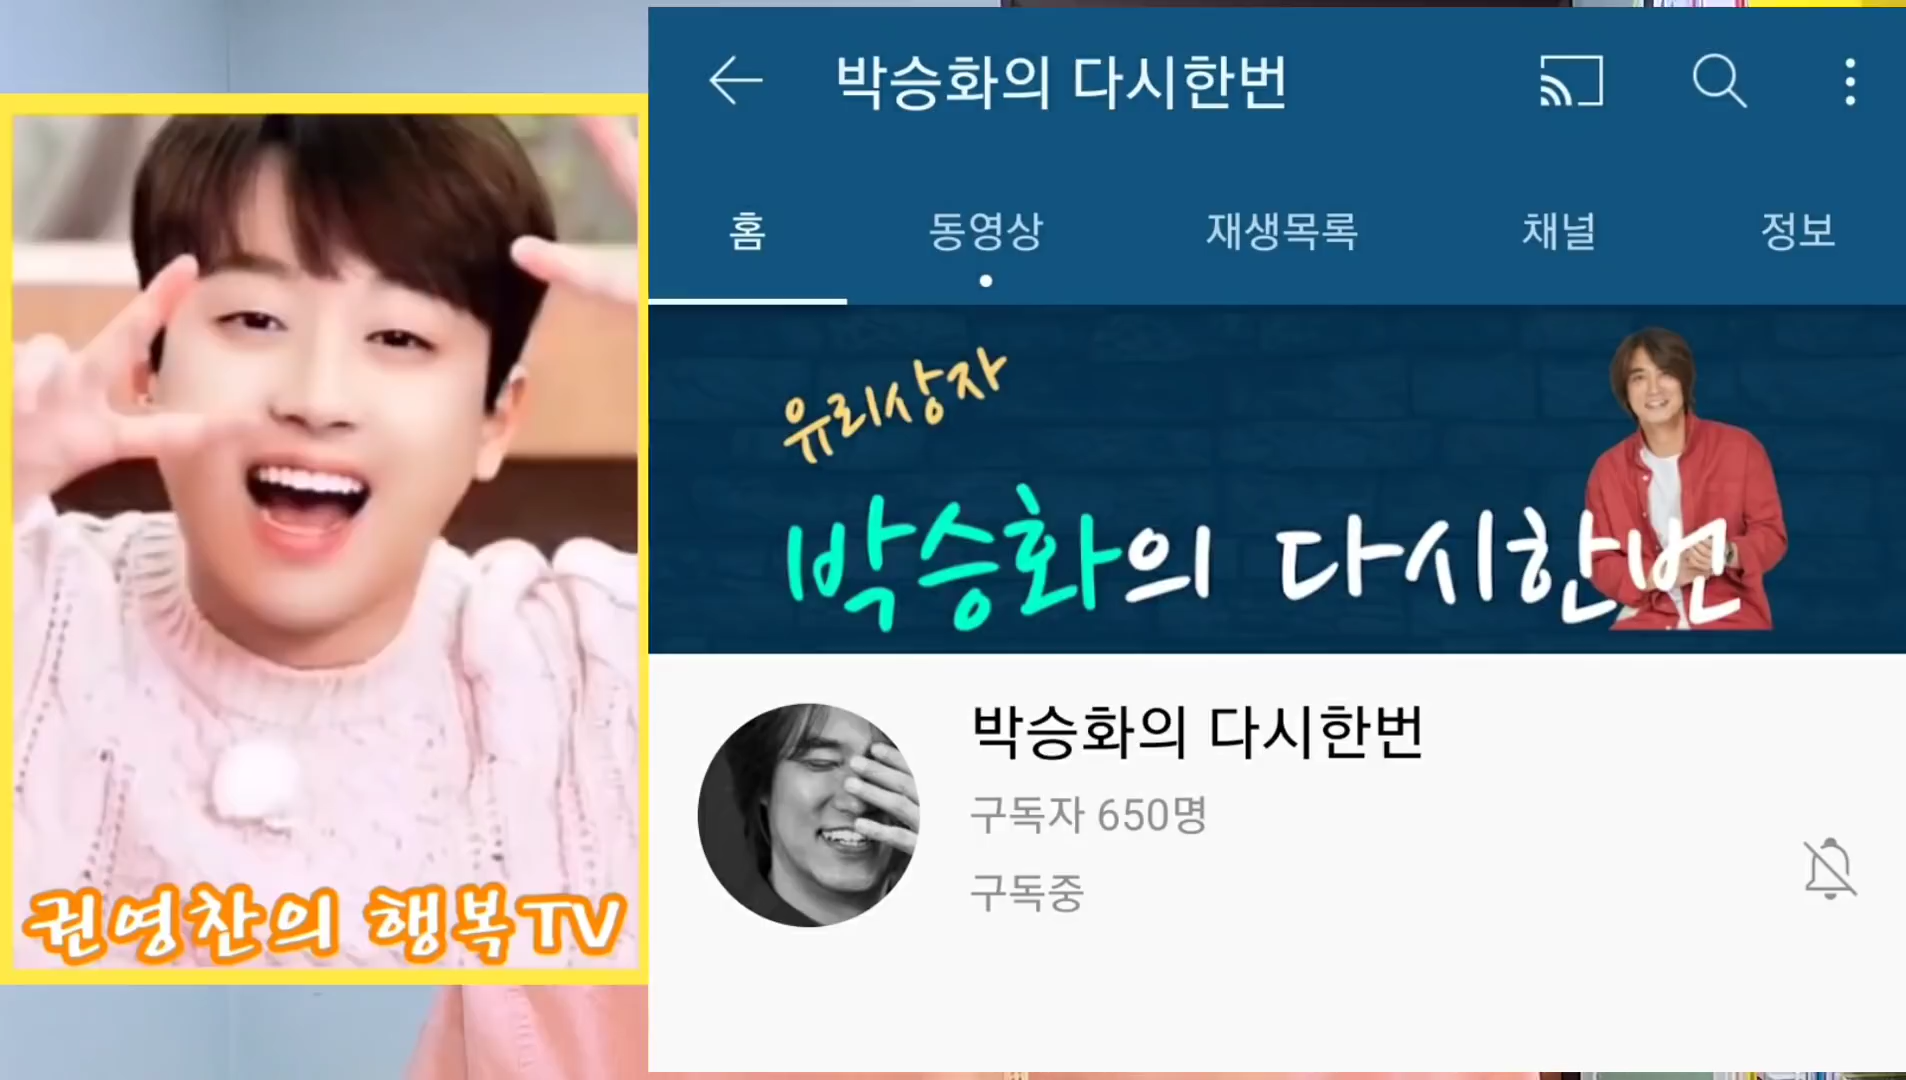 박승화의 다시한번
홈 동영상 재생목록 채널 정보
유리상자
박승화의 다시한번
박승화의 다시한번
구독자 650명
구독중
권영찬의 행복TV